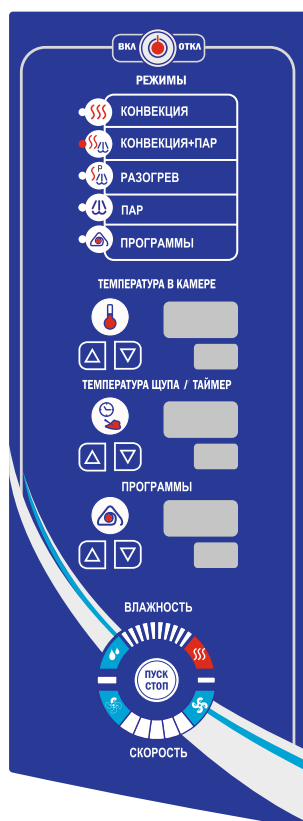 ВКЛ ОТКЛ
РЕЖИМЫ
КОНВЕКЦИЯ
КОНВЕКЦИЯ+ПАР
Р
РАЗОГРЕВ
ПАР
ПРОГРАММЫ
ТЕМПЕРАТУРА В КАМЕРЕ
ТЕМПЕРАТУРА ЩУПА / ТАЙМЕР
ПРОГРАММЫ
ВЛАЖНОСТЬ
ПУСК
СТОП
СКОРОСТЬ